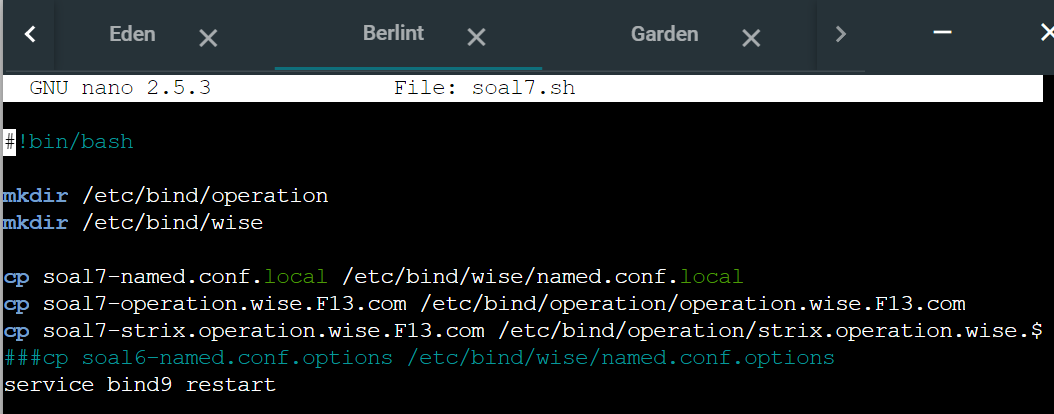 Eden Berlint Garden
GNU nano 2.5.3 File: soal7.sh
#!bin/bash
mkdir /etc/bind/operation
mkdir /etc/bind/wise
cp soal7-named.conf.local /etc/bind/wise/named.conf.local
cp soal7-operation.wise.F13.com /etc/bind/operation/operation.wise.F13.com
cp soal7-strix.operation.wise.F13.com /etc/bind/operation/strix.operation.wise.$
###cp soal6-named.conf.options /etc/bind/wise/named.conf.options
service bind9 restart